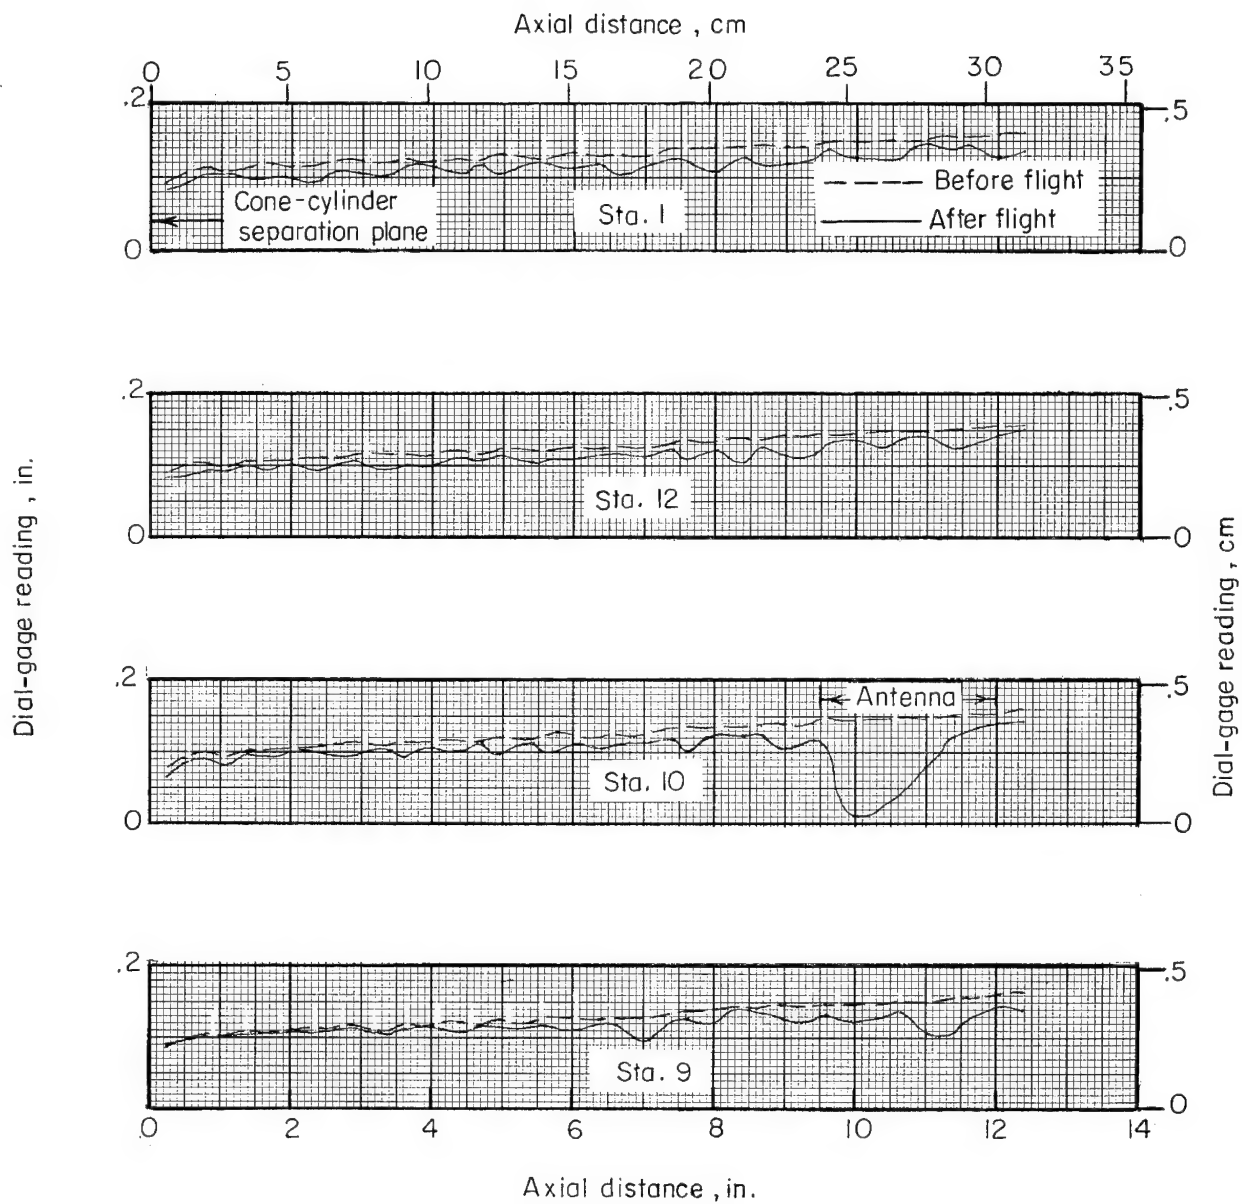 Axial distance , cm
0 5 10 15 20 25 30 35
.2 .5
Before flight
Cone-cylinder
separation plane
Sta. 1
After flight
0 0
.2 .5
Sta. 12
0 0
Dial-gage reading , in.
Dial-gage reading , cm
.2 .5
Antenna
Sta. 10
0 0
.2 .5
Sta. 9
0
.0 2 4 6 8 10 12 14
Axial distance , in.